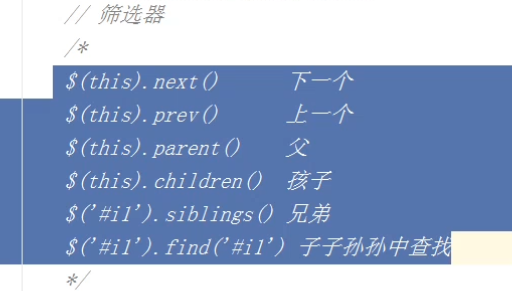 // 筛选器
/*
$(this).next()      下一个
$(this).prev()      上一个
$(this).parent()    父
$(this).children()  孩子
$('#i1').siblings() 兄弟
$('#i1').find('#i1') 子子孙孙中查找
*/